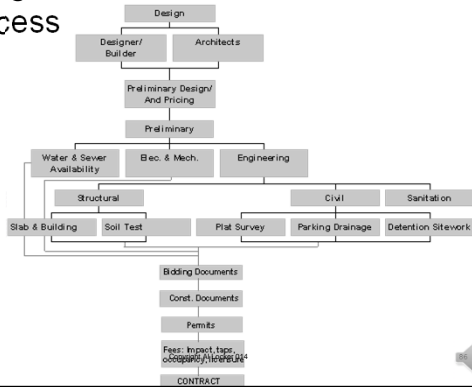 cess
Design
Designer/
Builder
Architects
Preliminary Design/
And Pricing
Preliminary
Water & Sewer
Availability
Elec. & Mech.
Engineering
Structural
Civil
Sanitation
Slab & Building
Soil Test
Plat Survey
Parking Drainage
Detention Sitework
Bidding Documents
Const. Documents
Permits
Fees: Impact, taps,
occupancy, licensure
CONTRACT